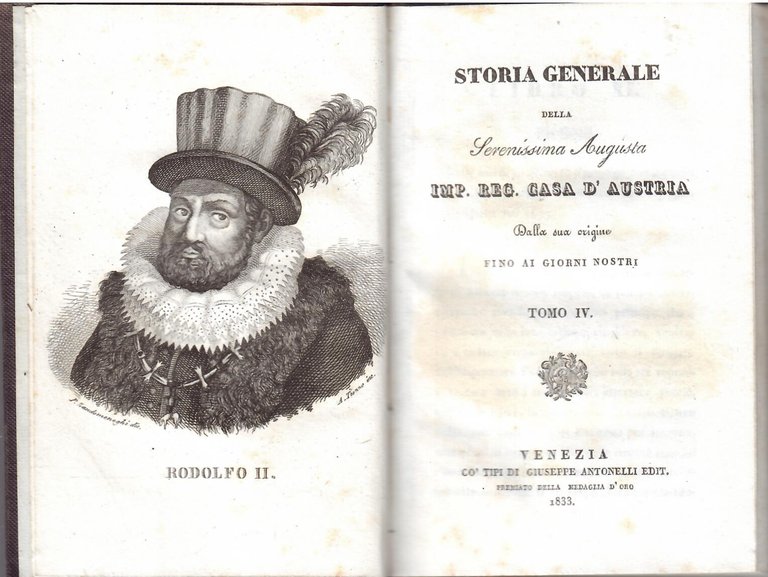 RODOLFO II.
STORIA GENERALE
DELLA
Serenissima Augusta
IMP. REG. CASA D' AUSTRIA
Dalla sua origine
FINO AI GIORNI NOSTRI
TOMO IV.
VENEZIA
CO' TIPI DI GIUSEPPE ANTONELLI EDIT.
PREMIATO DELLA MEDAGLIA D'ORO
1833.